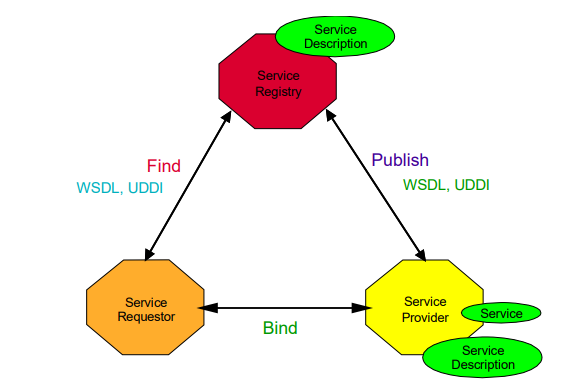 Service
Description
Service
Registry
Find
WSDL, UDDI
Publish
WSDL, UDDI
Service
Requestor
Bind
Service
Provider
Service
Service
Description